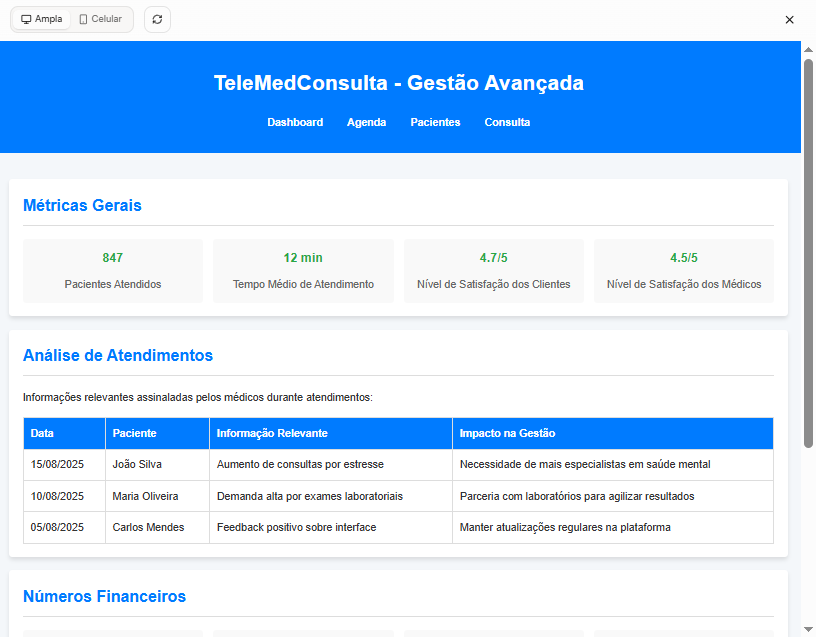 Ampla Celular
TeleMedConsulta - Gestão Avançada
Dashboard Agenda Pacientes Consulta
Métricas Gerais
847 12 min 4.7/5 4.5/5
Pacientes Atendidos Tempo Médio de Atendimento Nível de Satisfação dos Clientes Nível de Satisfação dos Médicos
Análise de Atendimentos
Informações relevantes assinaladas pelos médicos durante atendimentos:
Data Paciente Informação Relevante Impacto na Gestão
15/08/2025 João Silva Aumento de consultas por estresse Necessidade de mais especialistas em saúde mental
10/08/2025 Maria Oliveira Demanda alta por exames laboratoriais Parceria com laboratórios para agilizar resultados
05/08/2025 Carlos Mendes Feedback positivo sobre interface Manter atualizações regulares na plataforma
Números Financeiros